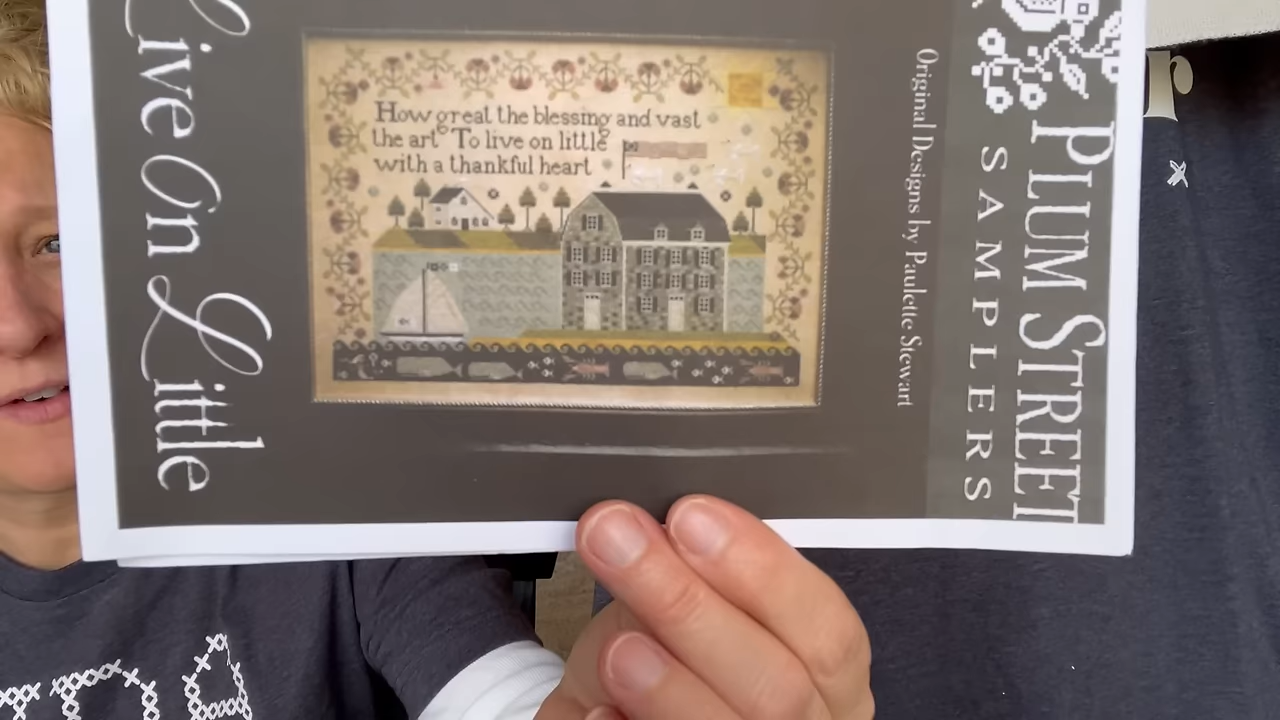 Live On Little
How great the blessing and vast
the art To live on little
with a thankful heart
Original Designs by Paulette Stewart
PLUM STREET
SAMPLERS